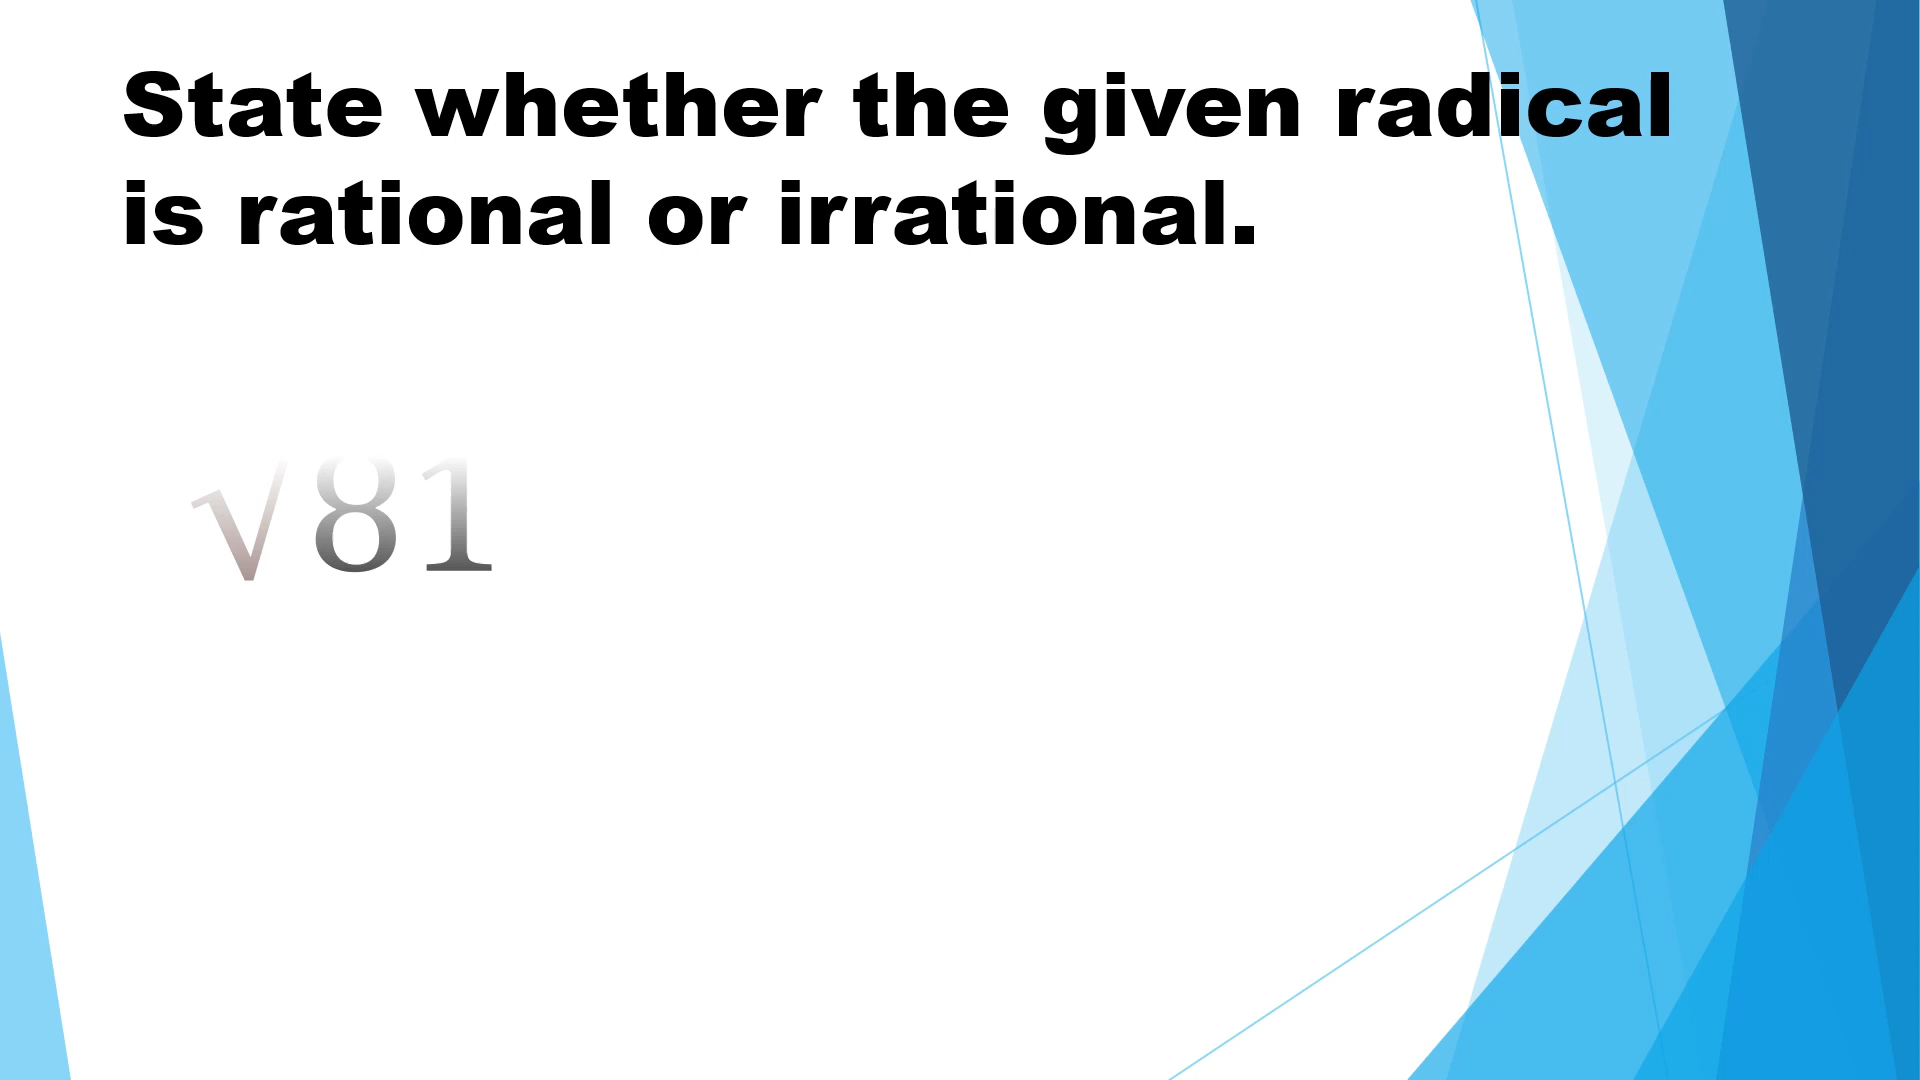 State whether the given radical
is rational or irrational.
√81